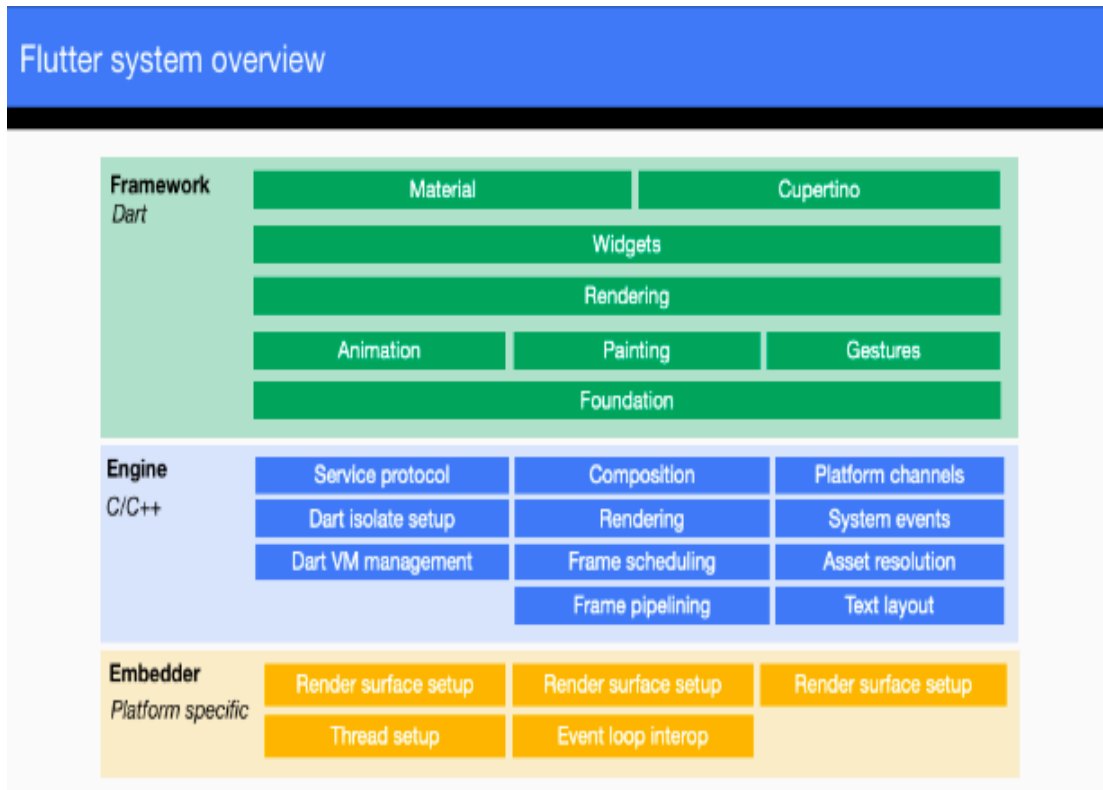 Flutter system overview
Framework
Dart
Material Cupertino
Widgets
Rendering
Animation Painting Gestures
Foundation
Engine
C/C++
Service protocol Composition Platform channels
Dart isolate setup Rendering System events
Dart VM management Frame scheduling Asset resolution
Frame pipelining Text layout
Embedder
Platform specific
Render surface setup Render surface setup Render surface setup
Thread setup Event loop interop